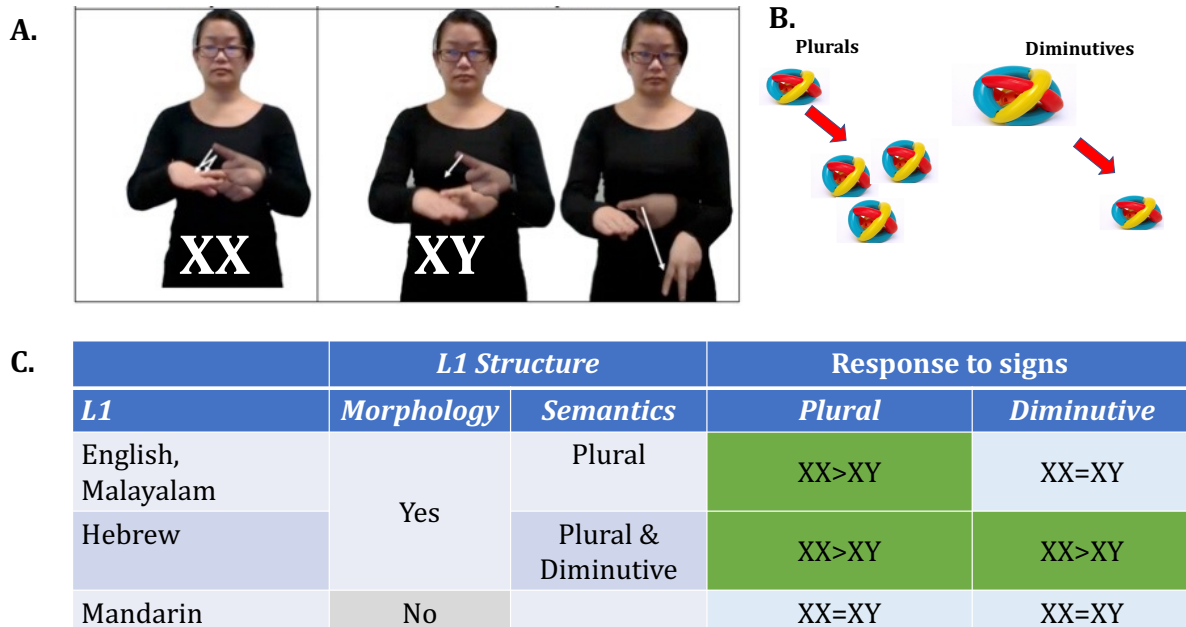 A.
XX
XY
B.
Plurals
Diminutives
C.
L1 Structure
Response to signs
L1
Morphology
Semantics
Plural
Diminutive
English,
Malayalam
Yes
Plural
XX>XY
XX=XY
Hebrew
Plural &
Diminutive
XX>XY
XX>XY
Mandarin
No
XX=XY
XX=XY